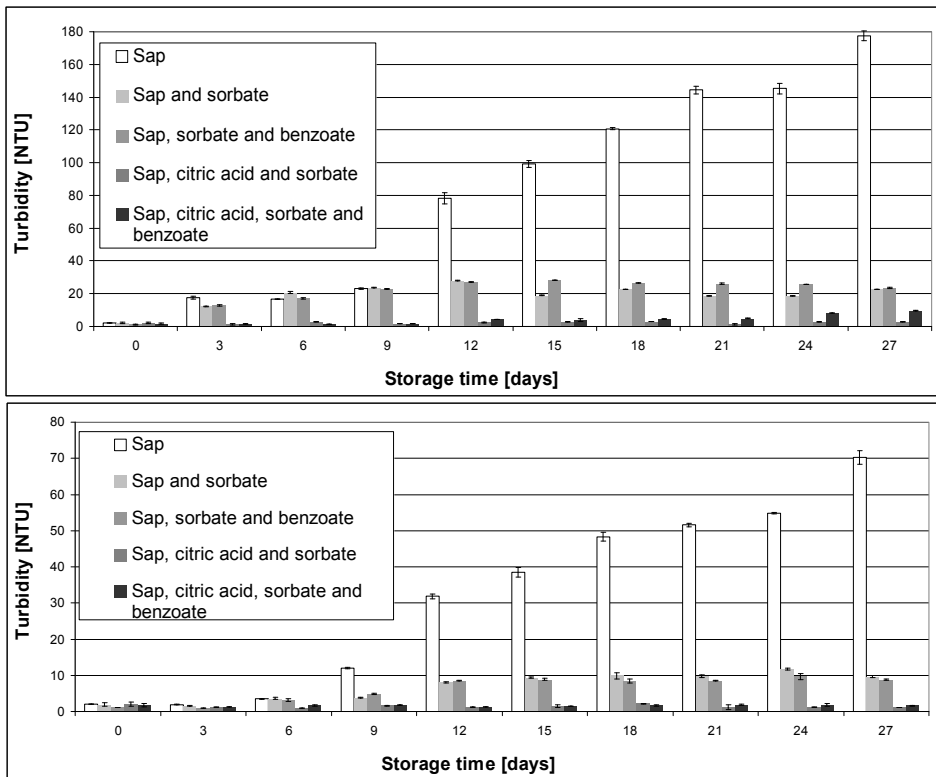 180
160
140
120
100
80
60
40
20
0
Turbidity [NTU]
Sap
Sap and sorbate
Sap, sorbate and benzoate
Sap, citric acid and sorbate
Sap, citric acid, sorbate and
benzoate
0 3 6 9 12 15 18 21 24 27
Storage time [days]
80
70
60
50
40
30
20
10
0
Turbidity [NTU]
Sap
Sap and sorbate
Sap, sorbate and benzoate
Sap, citric acid and sorbate
Sap, citric acid, sorbate and
benzoate
0 3 6 9 12 15 18 21 24 27
Storage time [days]